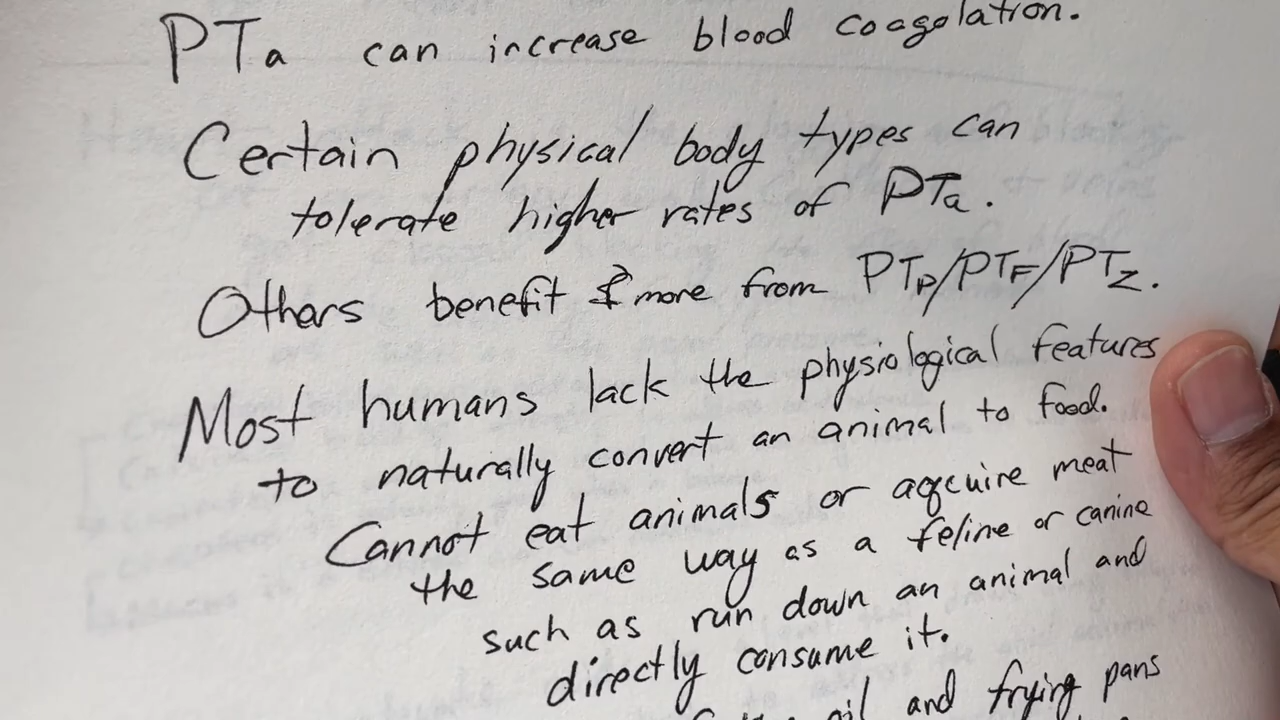 PTa can increase blood coagolation.
Certain physical body types can
tolerate higher rates of PTa.
Others benefit more from PTP/PTF/PTZ.
Most humans lack the physiological features
to naturally convert an animal to food.
Cannot eat animals or aqcuire meat
the same way as a feline or canine
such as run down an animal and
directly consume it.
oil and frying pans